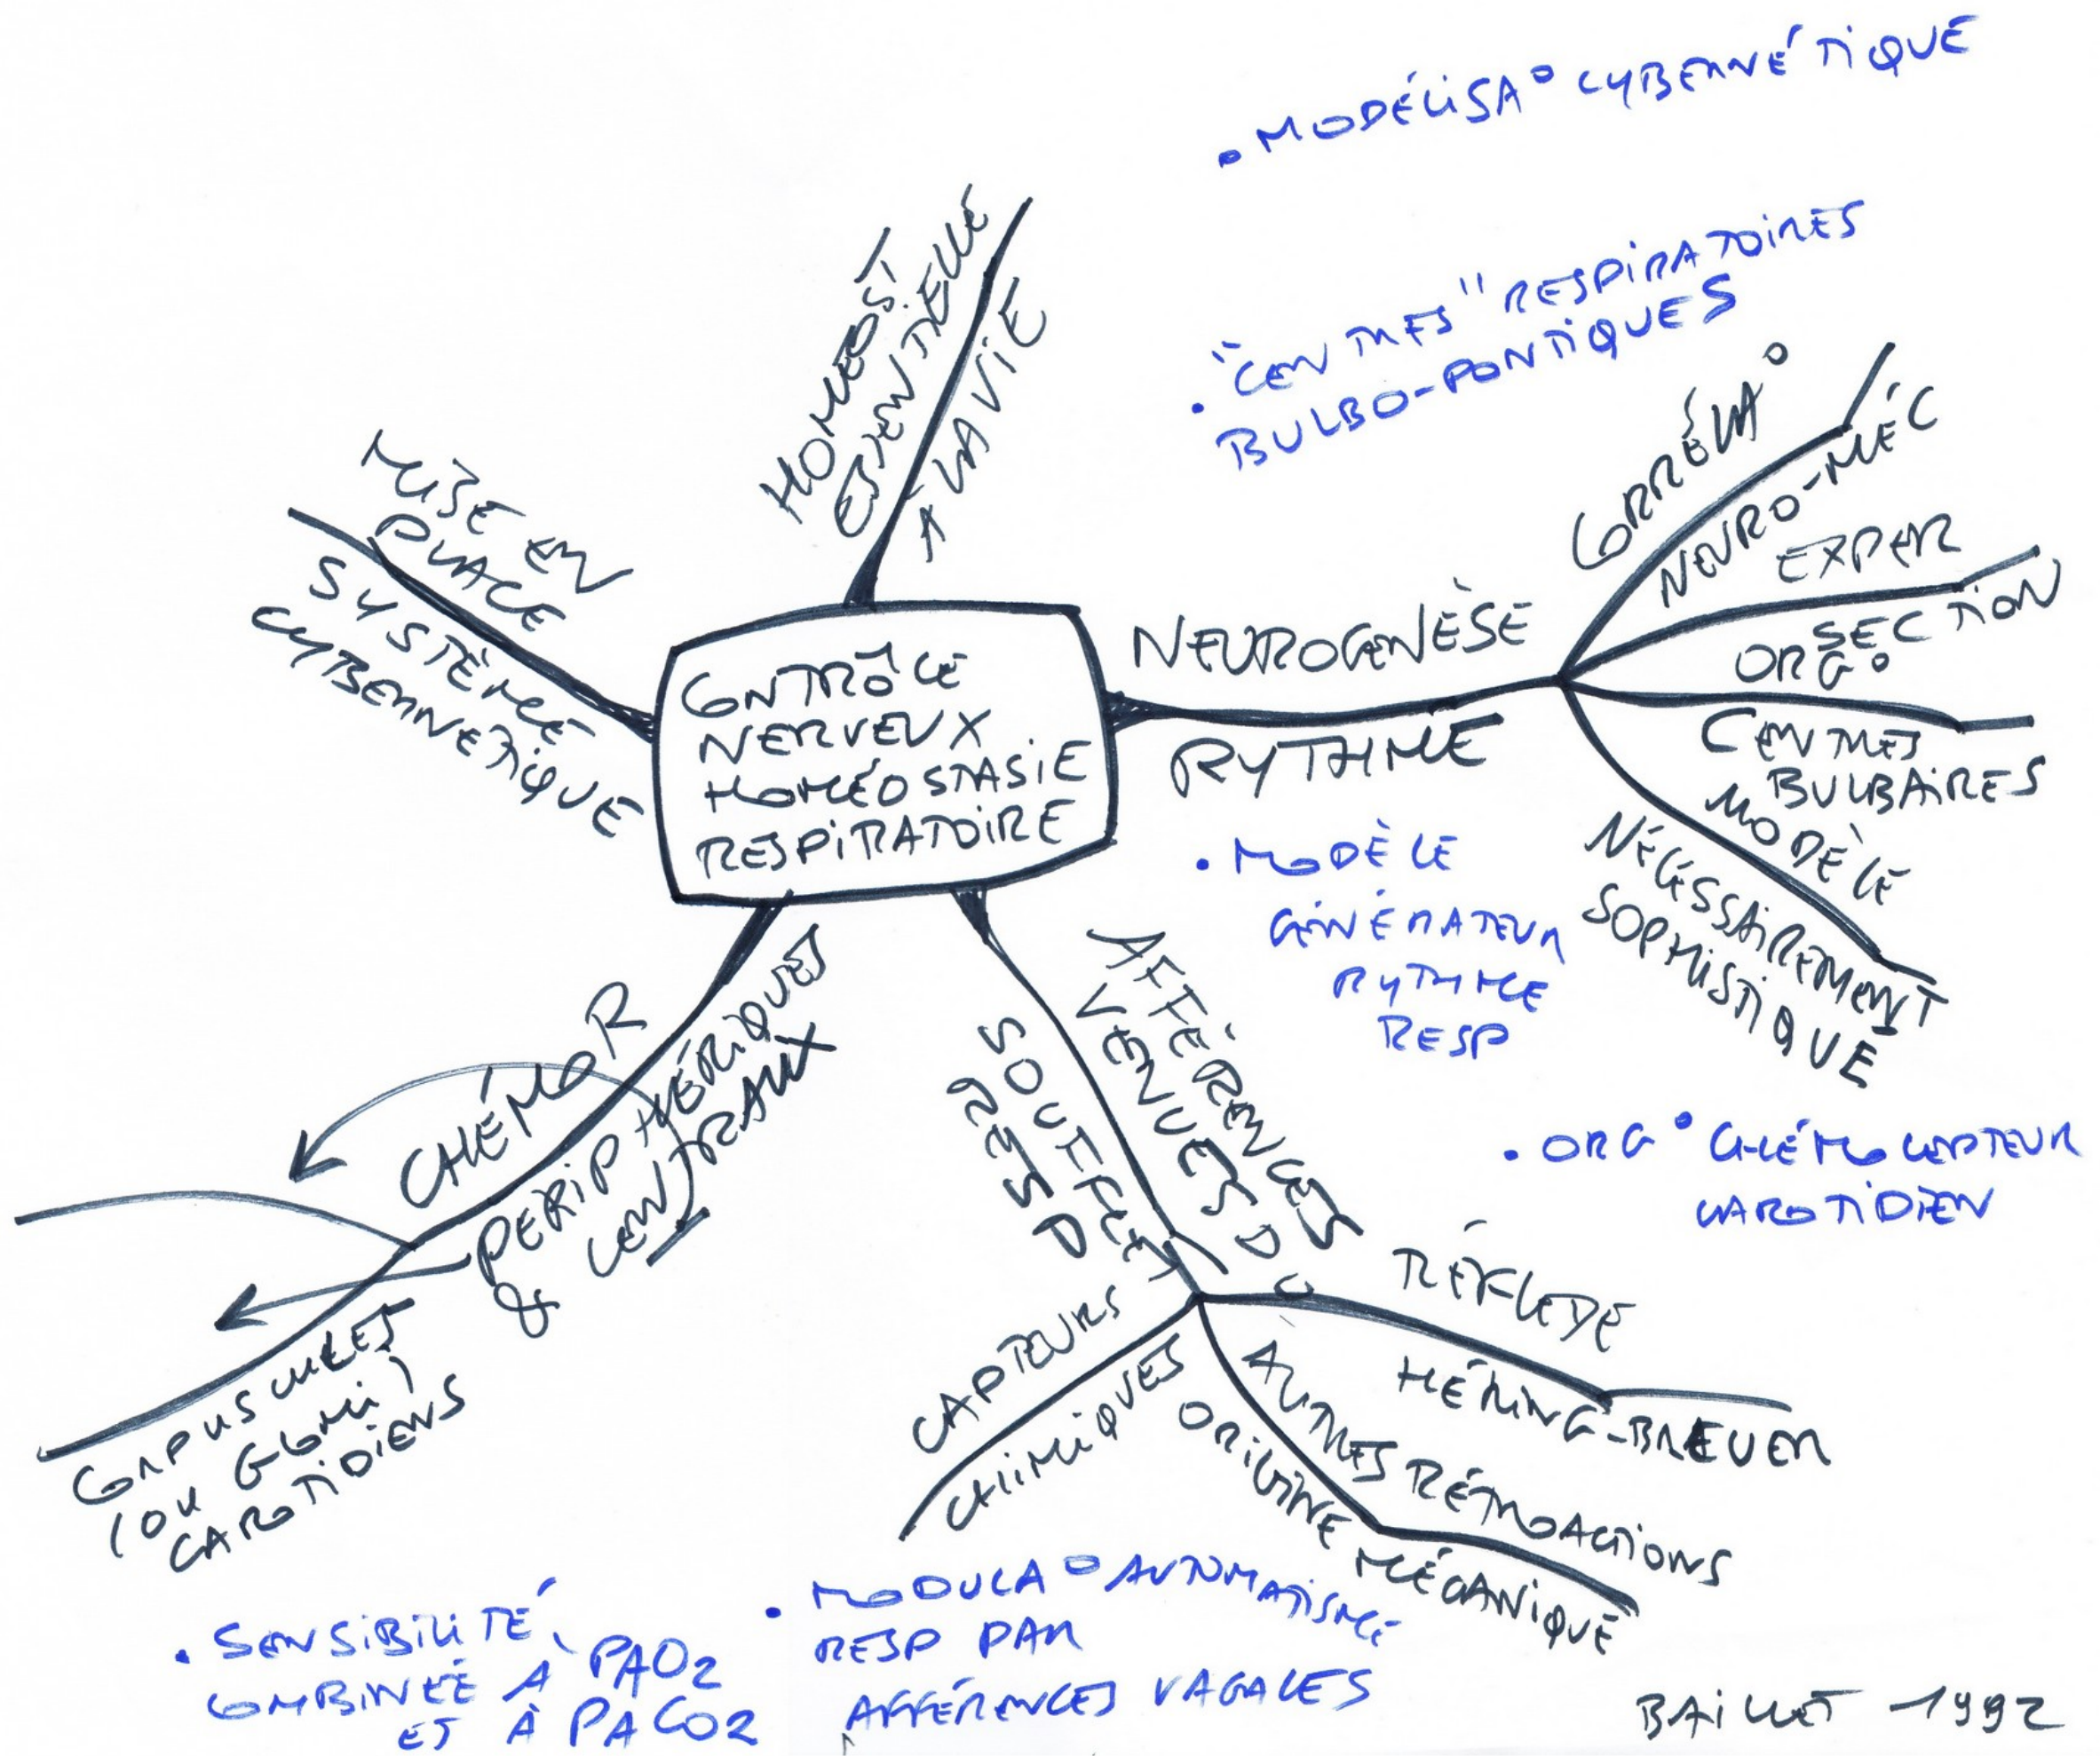 • MODÉLISA° CYBERNÉTIQUE
• "CENTRES" RESPIRATOIRES
BULBO-PONTIQUES
HOMÉOST
ESSENTIELLE
À LA VIE
MISE EN
PLACE
SYSTÈME
CYBERNÉTIQUE
CONTRÔLE
NERVEUX
HOMÉOSTASIE
RESPIRATOIRE
NEUROGENÈSE
RYTHME
CORRÉLA°
NEURO-MÉC
EXPER
SECTION
ORG°
CENTRES
BULBAIRES
MODÈLE
NÉCESSAIREMENT
SOPHISTIQUÉ
• MODÈLE
GÉNÉRATEUR
RYTHME
RESP
• ORG° CHÉMOCEPTEUR
CAROTIDIEN
CHÉMOR
PÉRIPHÉRIQUES
& CENTRAUX
CORPUSCULES
(OU GLOMI)
CAROTIDIENS
AFFÉRENCES
VENUES DU
SOUFFLET
RESP
RÉFLEXE
HÉRING-BREUER
AUTRES RÉTROACTIONS
ORIGINE MÉCANIQUE
CAPTEURS
CHIMIQUES
• SENSIBILITÉ
COMBINÉE À PAO2
ET À PACO2
• MODULA° AUTOMATISME
RESP PAR
AFFÉRENCES VAGALES
BAILLET 1992